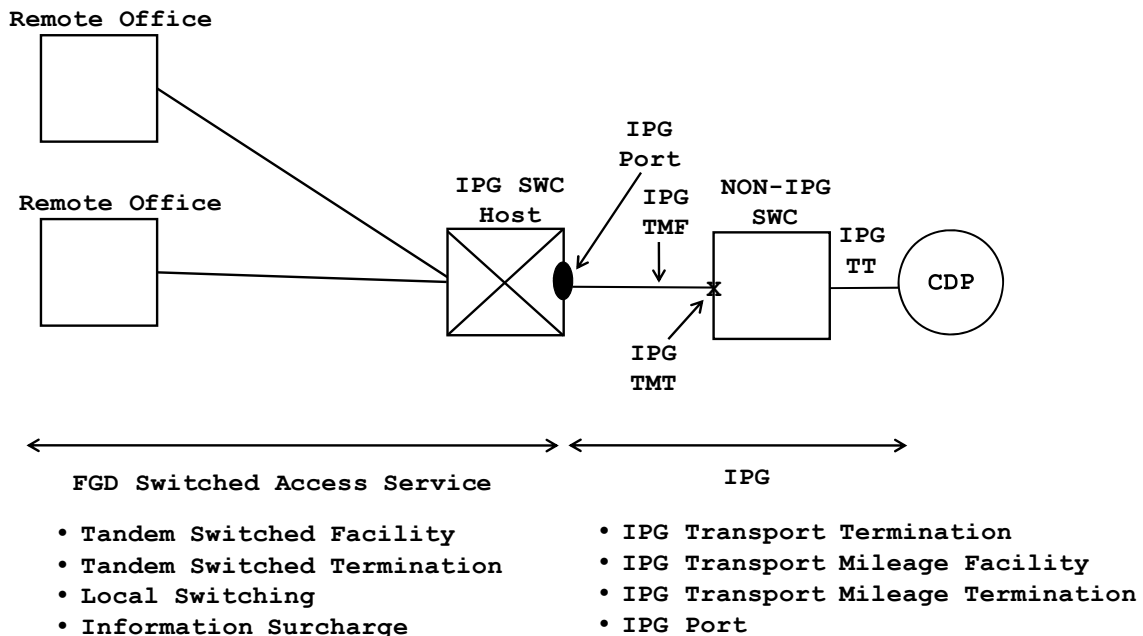 Remote Office
Remote Office
IPG SWC
Host
IPG
Port
IPG
TMF
NON-IPG
SWC
IPG
TT
CDP
x
IPG
TMT
FGD Switched Access Service
• Tandem Switched Facility
• Tandem Switched Termination
• Local Switching
• Information Surcharge
IPG
• IPG Transport Termination
• IPG Transport Mileage Facility
• IPG Transport Mileage Termination
• IPG Port